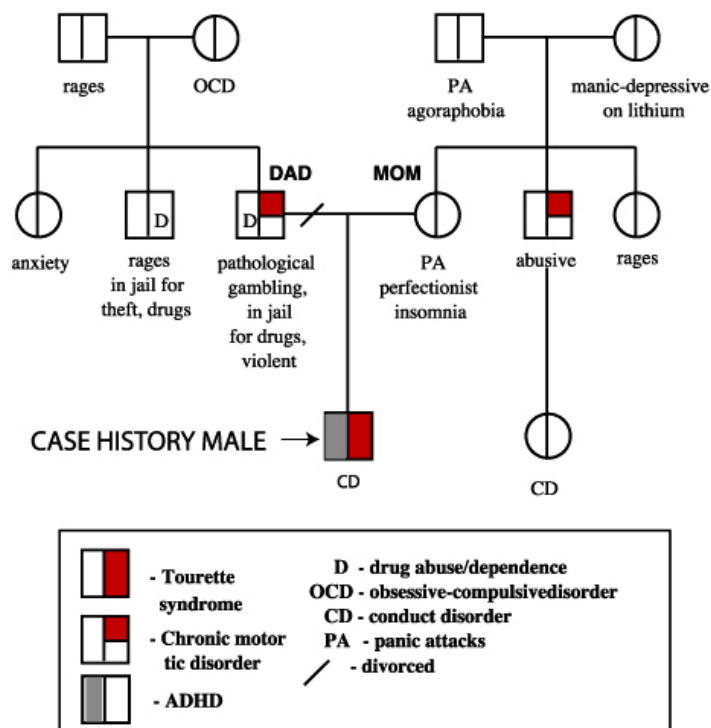 rages
OCD
PA
agoraphobia
manic-depressive
on lithium
DAD
MOM
D
D
anxiety
rages
in jail for
theft, drugs
pathological
gambling,
in jail
for drugs,
violent
PA
perfectionist
insomnia
abusive
rages
CASE HISTORY MALE
CD
CD
- Tourette
syndrome
- Chronic motor
tic disorder
- ADHD
D - drug abuse/dependence
OCD - obsessive-compulsivedisorder
CD - conduct disorder
PA - panic attacks
- divorced